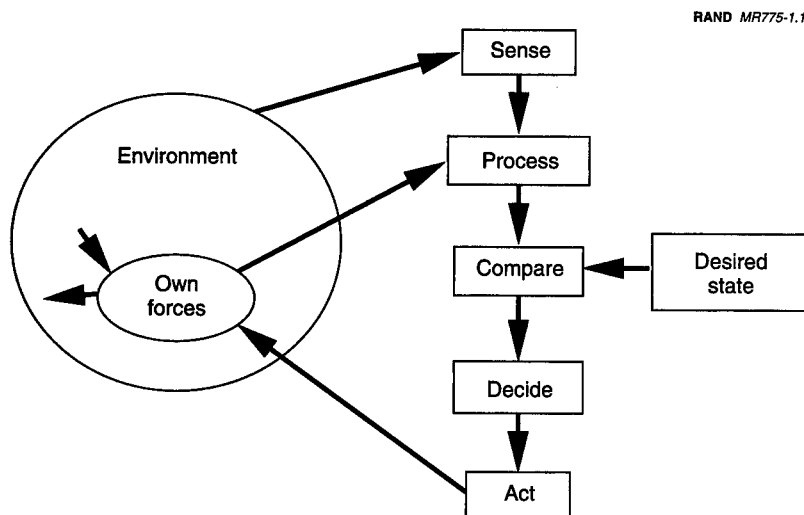 RAND MR775-1.1
Sense
Environment
Process
Own
forces
Compare
Desired
state
Decide
Act